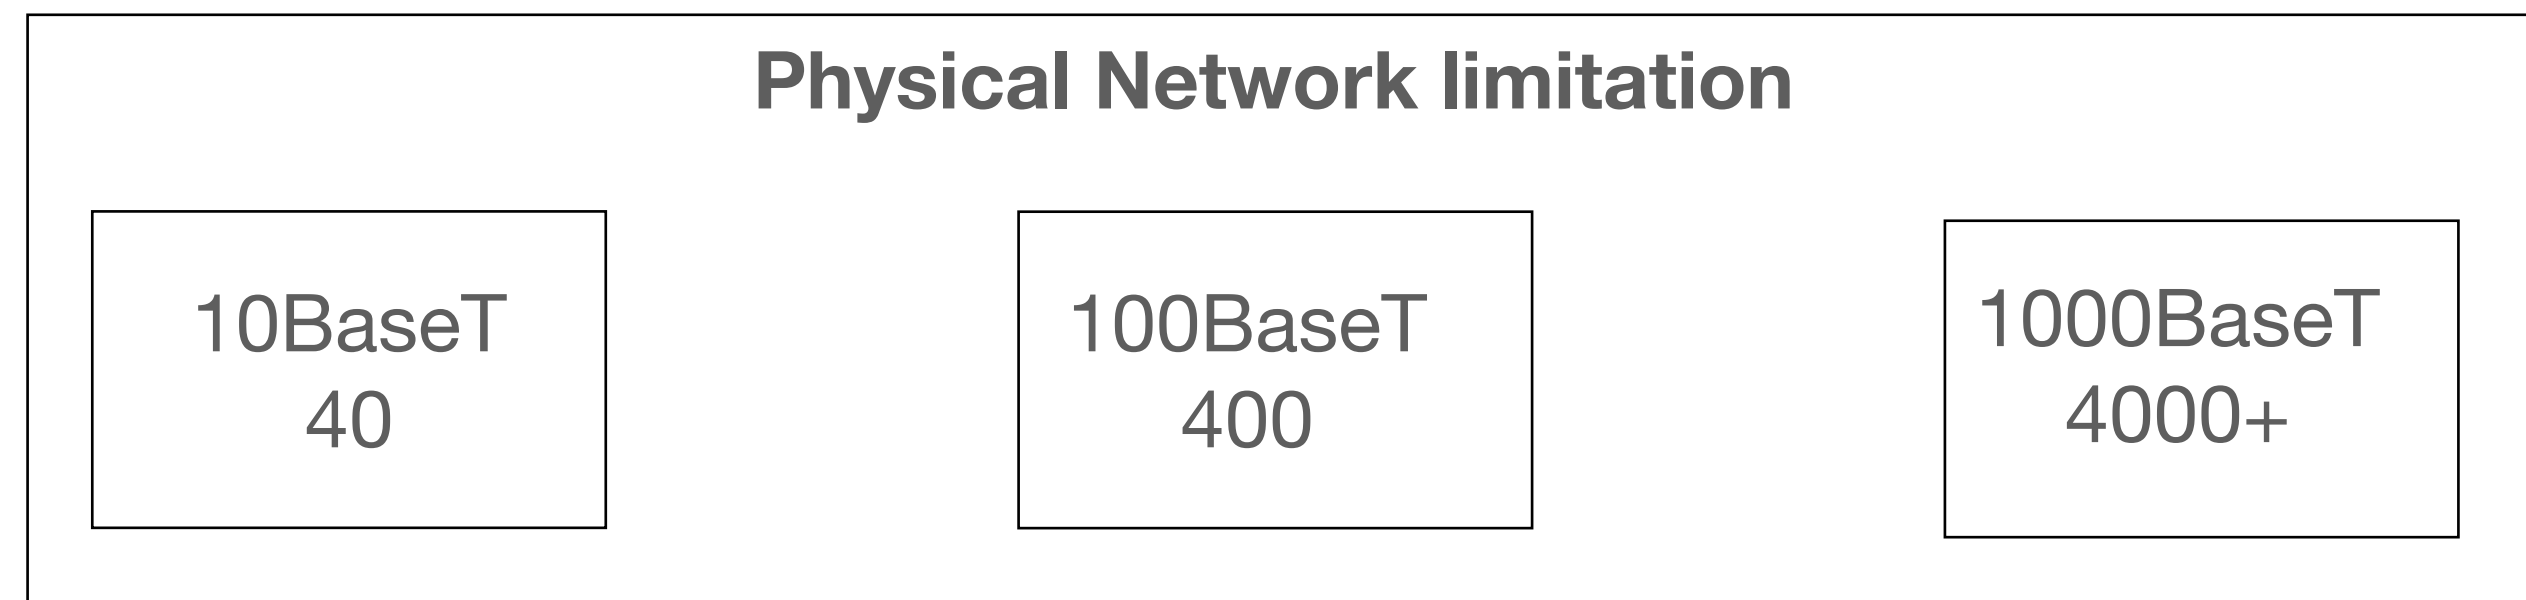 Physical Network limitation
10BaseT
40
100BaseT
400
1000BaseT
4000+